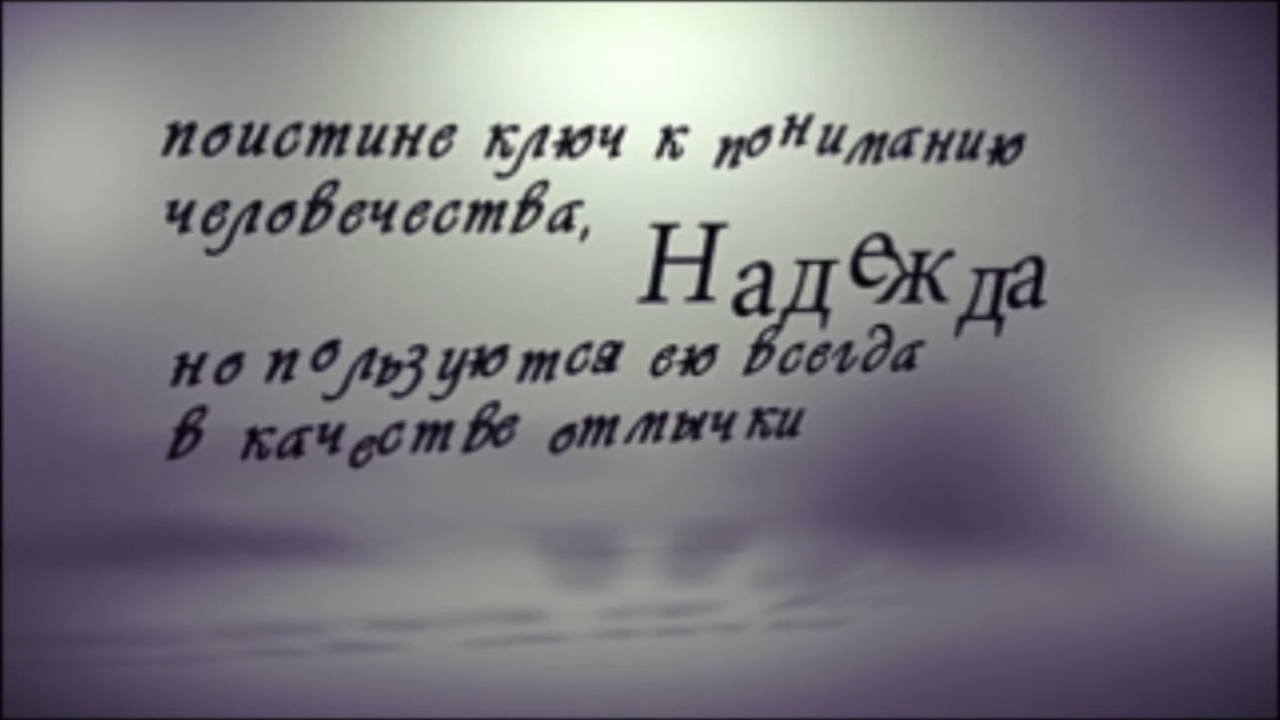 поистине ключ к пониманию
человечества,
Надежда
но пользуются ею всегда
в качестве отмычки